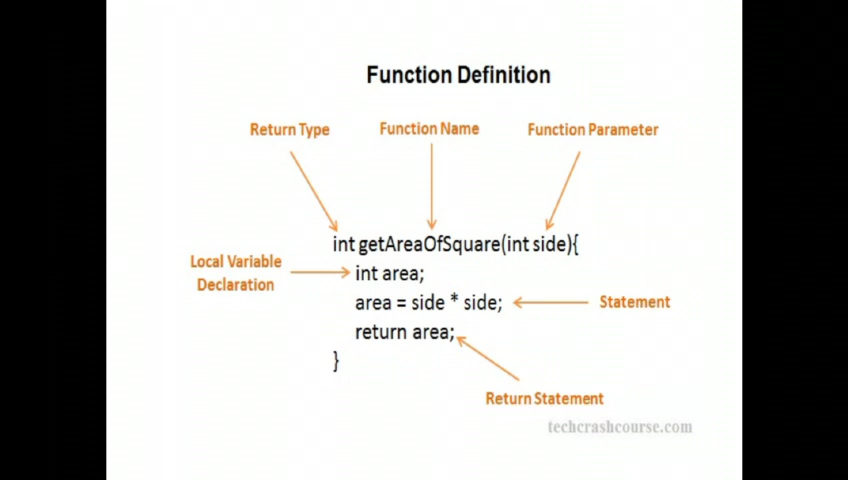 Function Definition
Return Type
Function Name
Function Parameter
int getAreaOfSquare(int side){
Local Variable
Declaration
int area;
area = side * side;
Statement
return area;
}
Return Statement
techcrashcourse.com